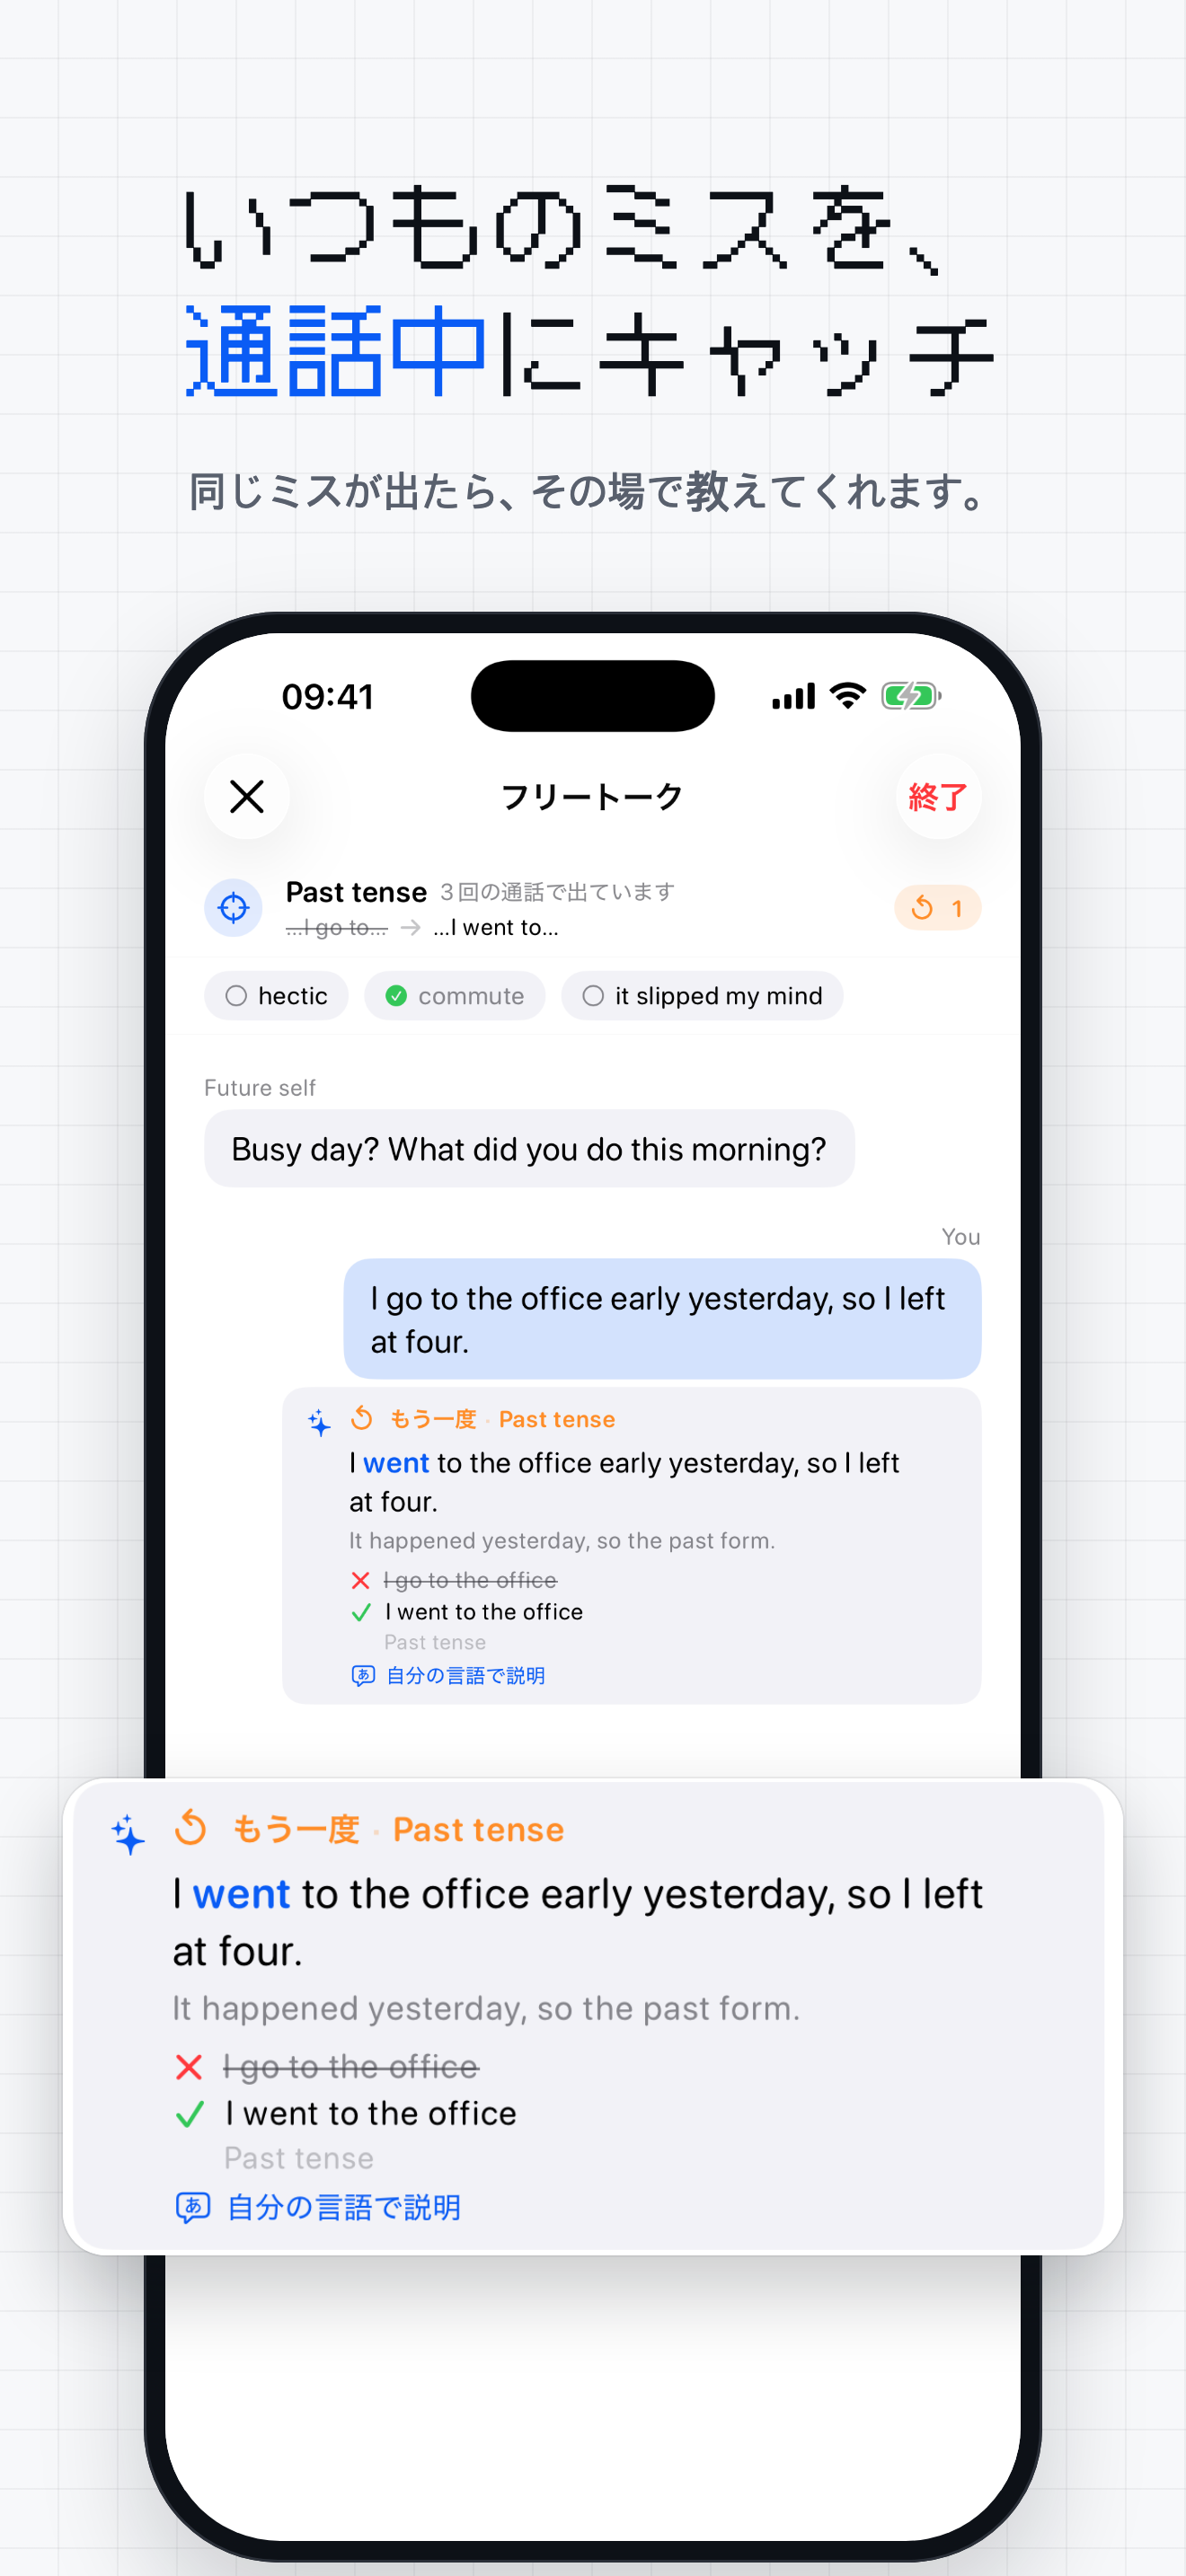 いつものミスを、
通話中にキャッチ
同じミスが出たら、その場で教えてくれます。
09:41
フリートーク
終了
Past tense 3回の通話で出ています
...I go to... → ...I went to...
1
hectic
commute
it slipped my mind
Future self
Busy day? What did you do this morning?
You
I go to the office early yesterday, so I left
at four.
もう一度 · Past tense
I went to the office early yesterday, so I left
at four.
It happened yesterday, so the past form.
I go to the office
I went to the office
Past tense
あ 自分の言語で説明
もう一度 · Past tense
I went to the office early yesterday, so I left
at four.
It happened yesterday, so the past form.
I go to the office
I went to the office
Past tense
あ 自分の言語で説明